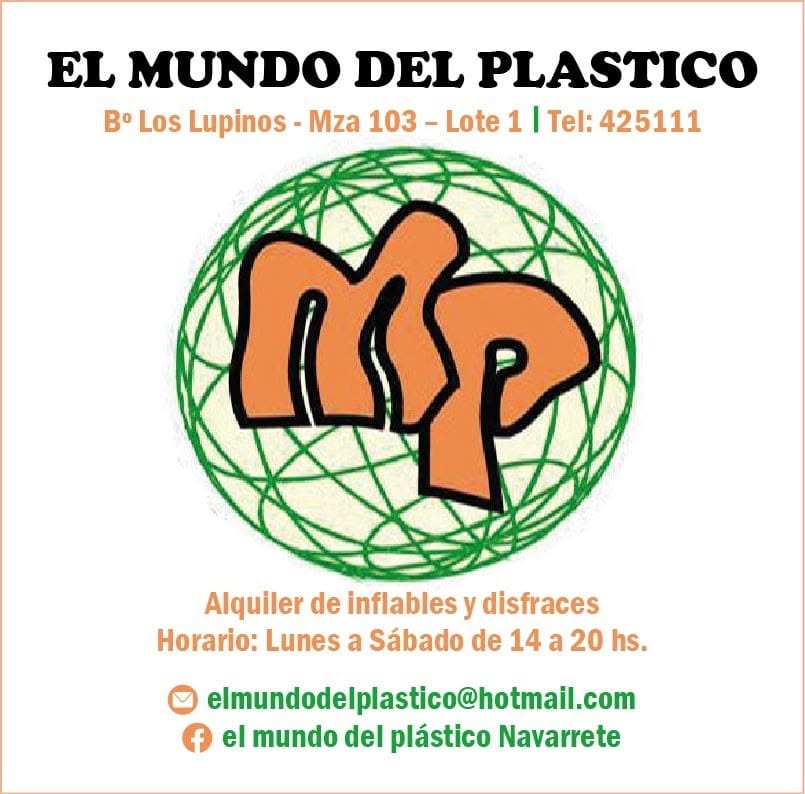 EL MUNDO DEL PLASTICO
Bº Los Lupinos - Mza 103 – Lote 1 | Tel: 425111
MP
Alquiler de inflables y disfraces
Horario: Lunes a Sábado de 14 a 20 hs.
elmundodelplastico@hotmail.com
el mundo del plástico Navarrete